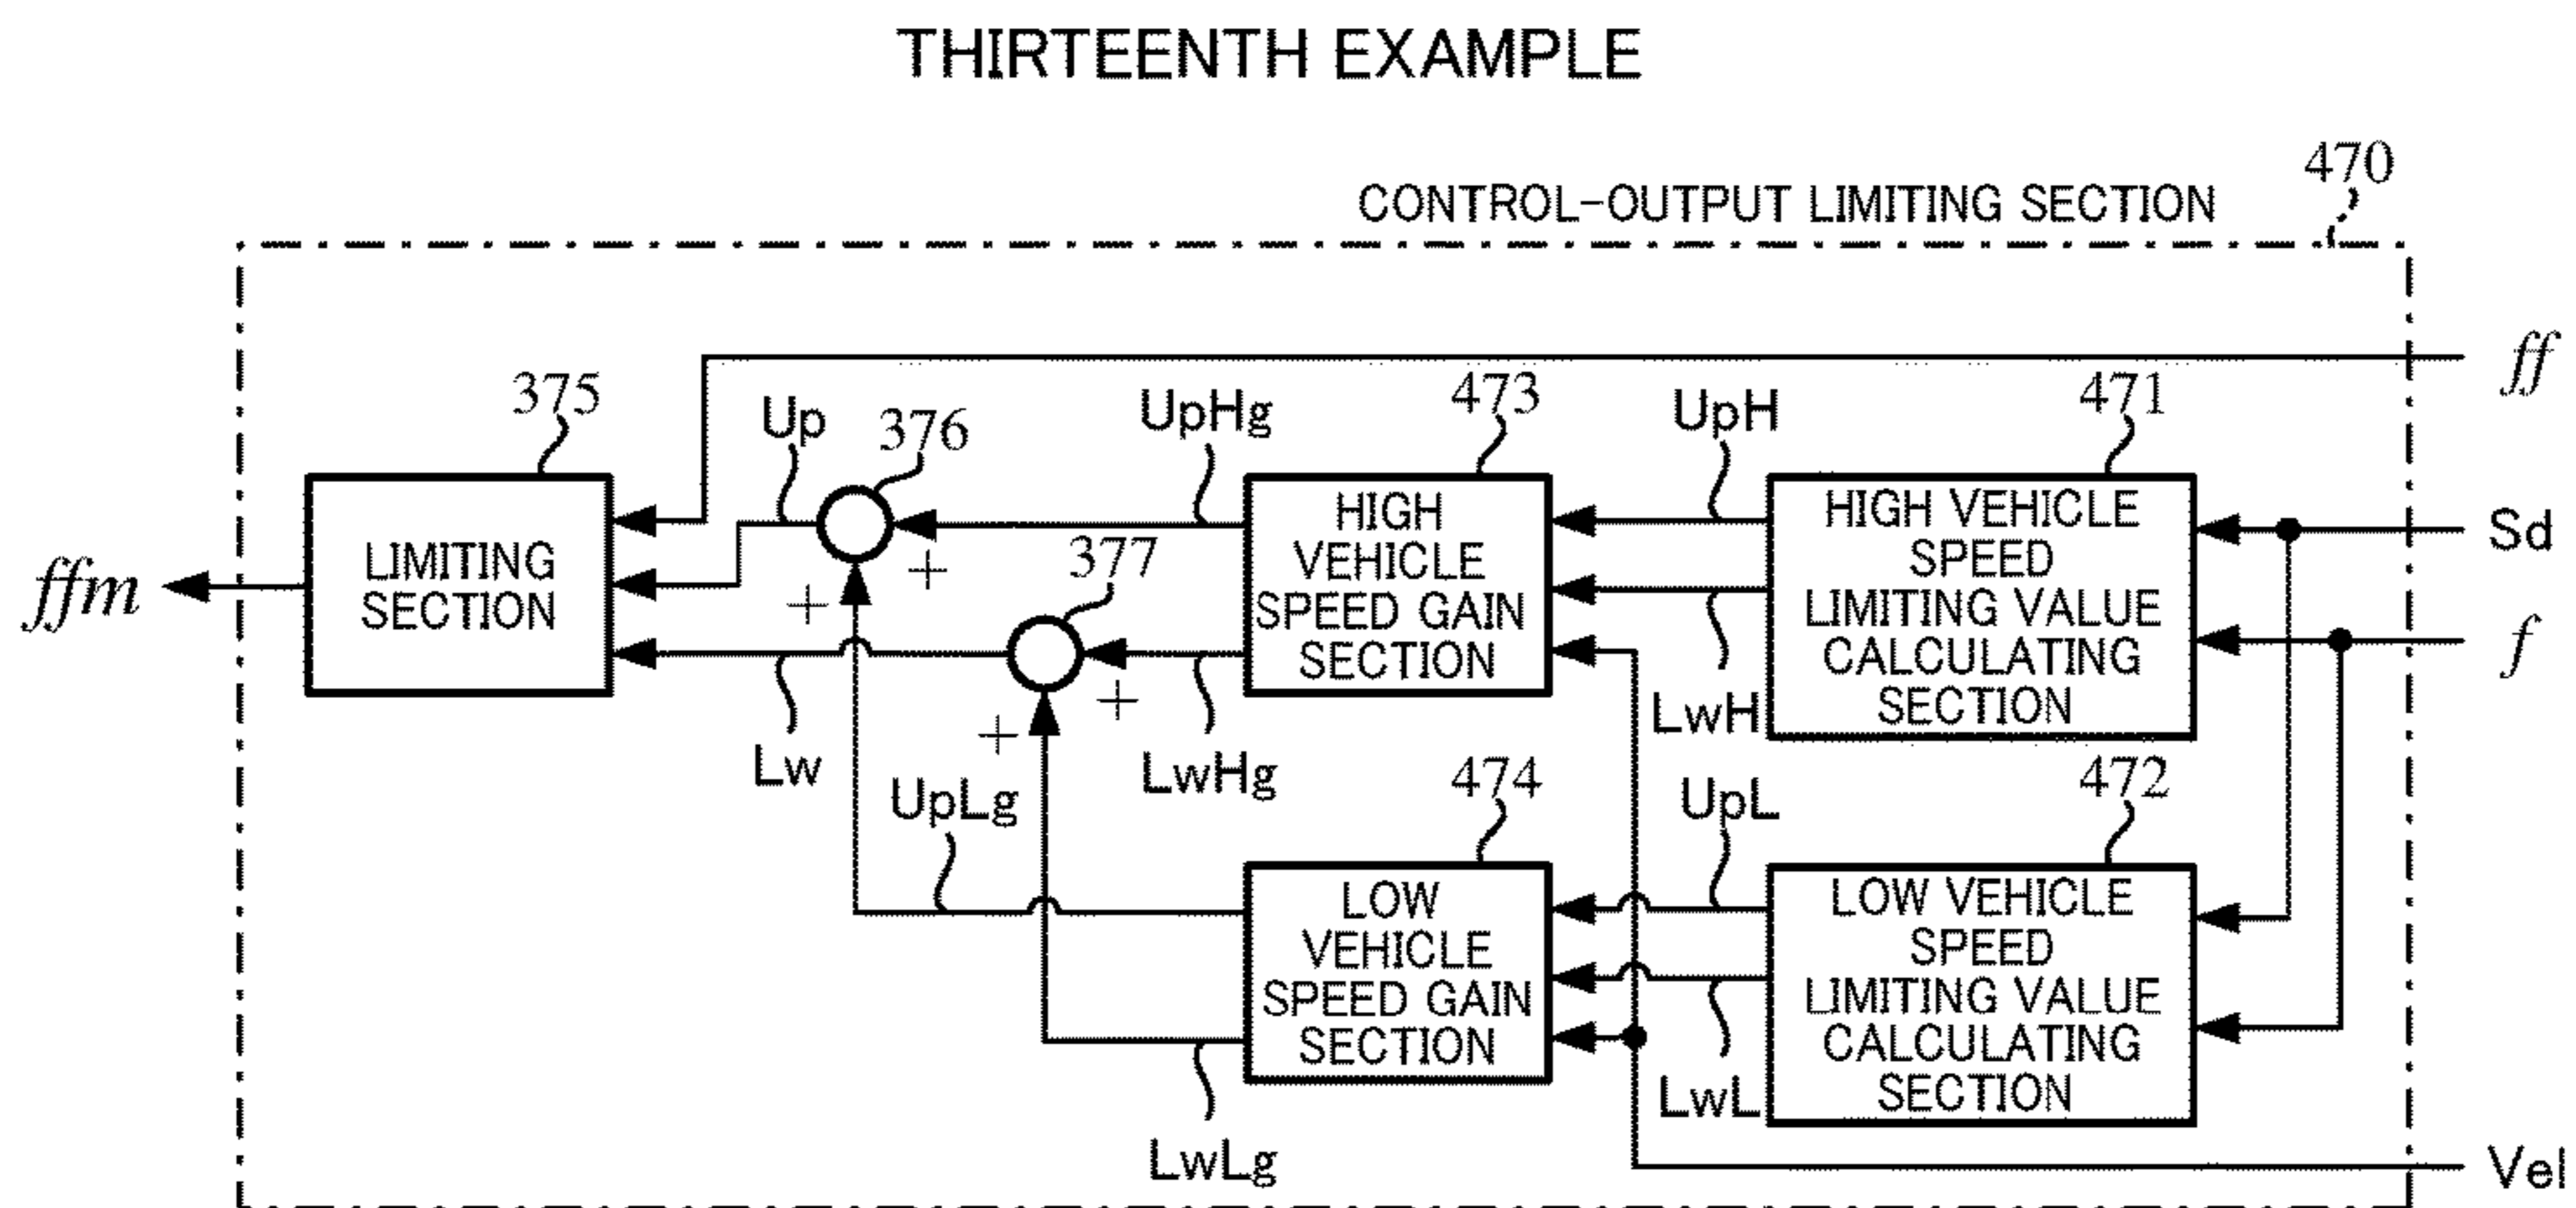 THIRTEENTH EXAMPLE
470
CONTROL-OUTPUT LIMITING SECTION
ff
375
Up
376
UpHg
473
UpH
471
Sd
LIMITING
SECTION
377
HIGH
VEHICLE
SPEED GAIN
SECTION
HIGH VEHICLE
SPEED
LIMITING VALUE
CALCULATING
SECTION
ffm
+
+
f
+
+
LwH
Lw
UpLg
LwHg
474
UpL
472
LOW
VEHICLE
SPEED GAIN
SECTION
LOW VEHICLE
SPEED
LIMITING VALUE
CALCULATING
SECTION
LwL
LwLg
Vel